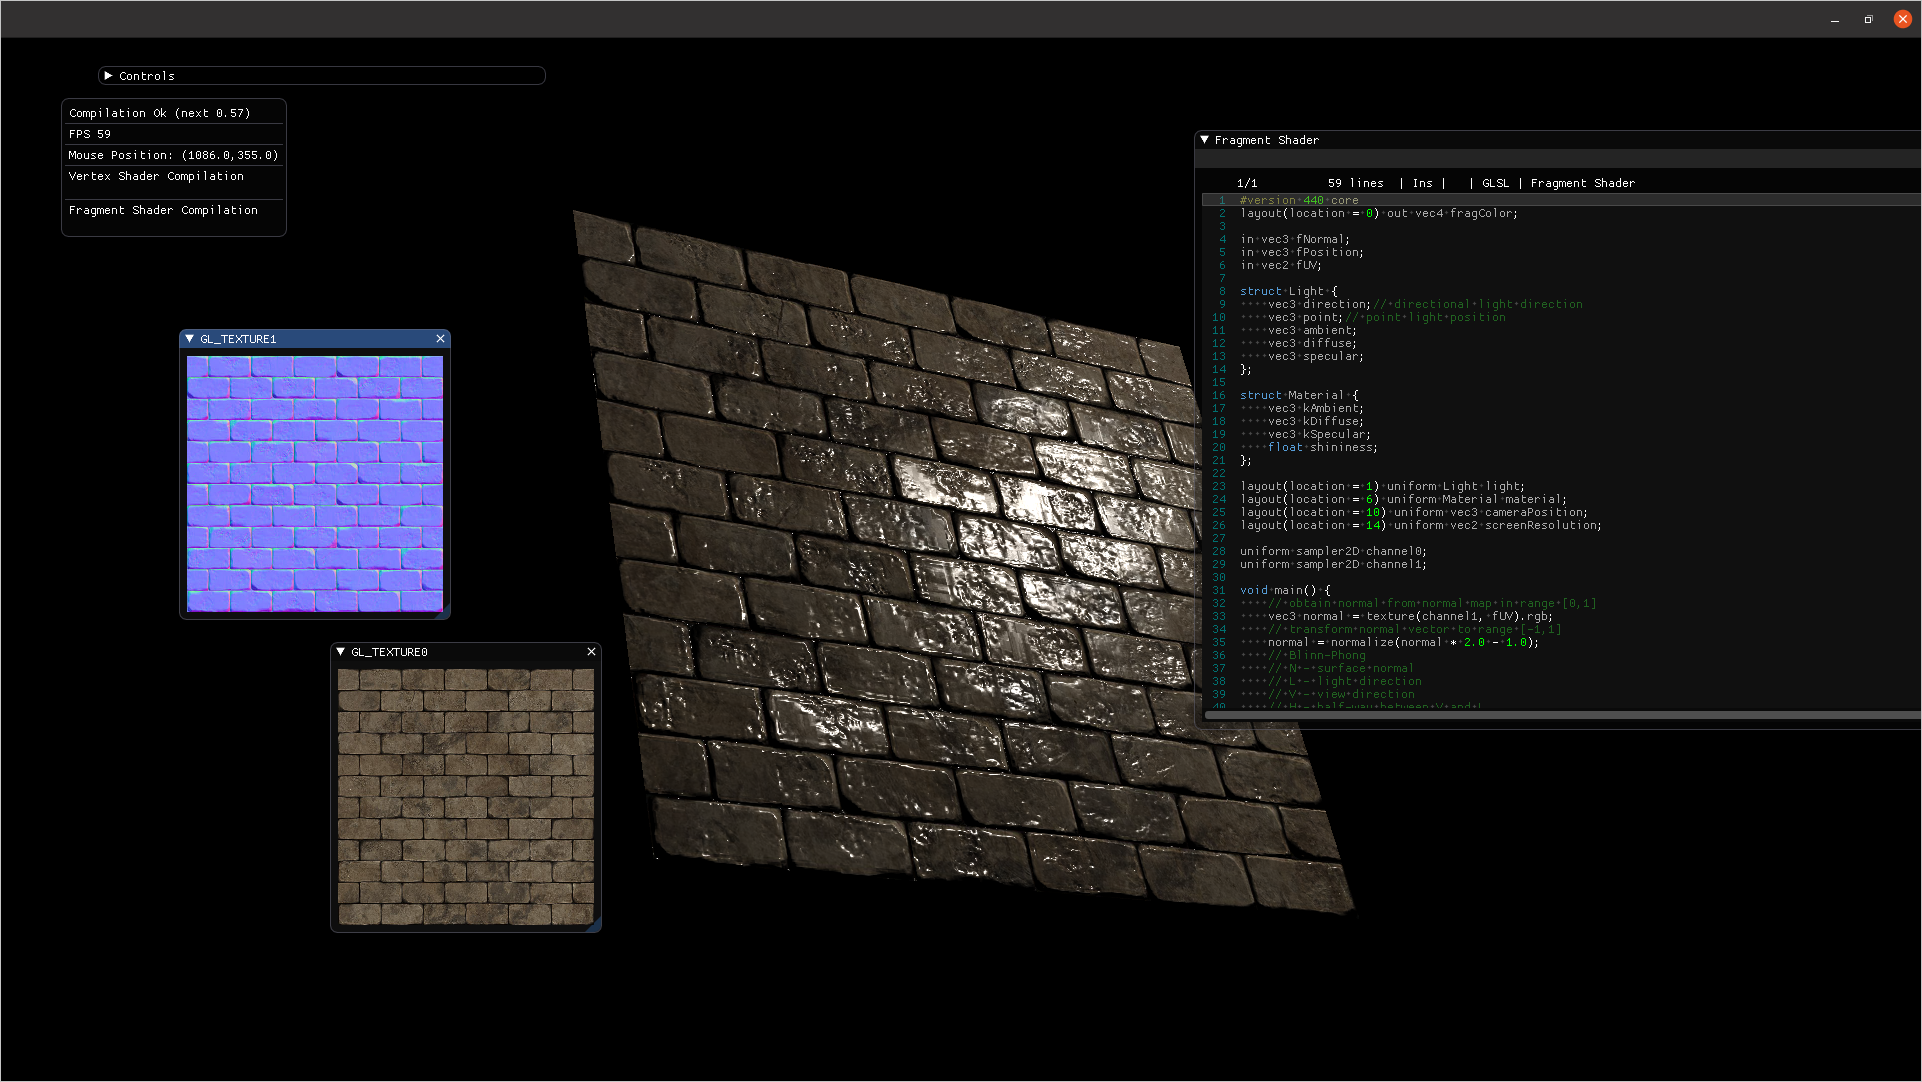 Controls
Compilation Ok (next 0.57)
FPS 59
Mouse Position: (1086.0,355.0)
Vertex Shader Compilation
Fragment Shader Compilation
GL_TEXTURE1
GL_TEXTURE0
Fragment Shader
1/1 59 lines | Ins | | GLSL | Fragment Shader
1 #version 440 core
2 layout(location = 0) out vec4 fragColor;
3
4 in vec3 fNormal;
5 in vec3 fPosition;
6 in vec2 fUV;
7
8 struct Light {
9 vec3 direction;// directional light direction
10 vec3 point;// point light position
11 vec3 ambient;
12 vec3 diffuse;
13 vec3 specular;
14 };
15
16 struct Material {
17 vec3 kAmbient;
18 vec3 kDiffuse;
19 vec3 kSpecular;
20 float shininess;
21 };
22
23 layout(location = 1) uniform Light light;
24 layout(location = 6) uniform Material material;
25 layout(location = 10) uniform vec3 cameraPosition;
26 layout(location = 14) uniform vec2 screenResolution;
27
28 uniform sampler2D channel0;
29 uniform sampler2D channel1;
30
31 void main() {
32 // obtain normal from normal map in range [0,1]
33 vec3 normal = texture(channel1, fUV).rgb;
34 // transform normal vector to range [-1,1]
35 normal = normalize(normal * 2.0 - 1.0);
36 // Blinn-Phong
37 // N - surface normal
38 // L - light direction
39 // V - view direction
40 // H - half-way between V and L